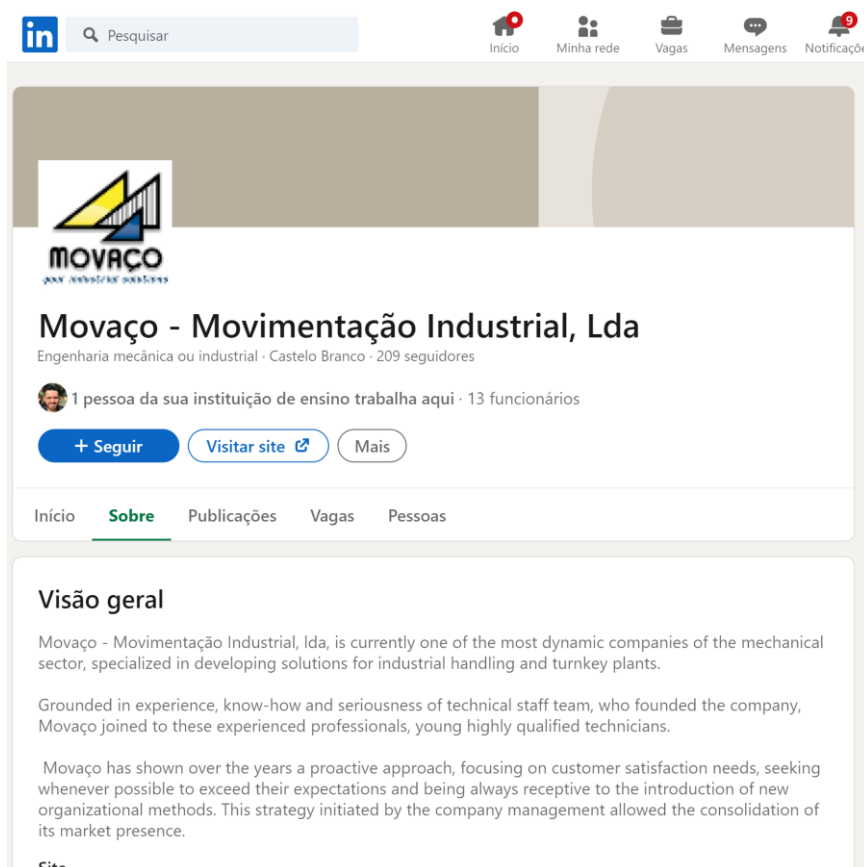 in
Pesquisar
Início
Minha rede
Vagas
Mensagens
9
Notificaçõe
MOVAÇO
your industrial solutions
Movaço - Movimentação Industrial, Lda
Engenharia mecânica ou industrial · Castelo Branco · 209 seguidores
1 pessoa da sua instituição de ensino trabalha aqui · 13 funcionários
+ Seguir
Visitar site
Mais
Início
Sobre
Publicações
Vagas
Pessoas
Visão geral
Movaço - Movimentação Industrial, lda, is currently one of the most dynamic companies of the mechanical
sector, specialized in developing solutions for industrial handling and turnkey plants.
Grounded in experience, know-how and seriousness of technical staff team, who founded the company,
Movaço joined to these experienced professionals, young highly qualified technicians.
Movaço has shown over the years a proactive approach, focusing on customer satisfaction needs, seeking
whenever possible to exceed their expectations and being always receptive to the introduction of new
organizational methods. This strategy initiated by the company management allowed the consolidation of
its market presence.
Site